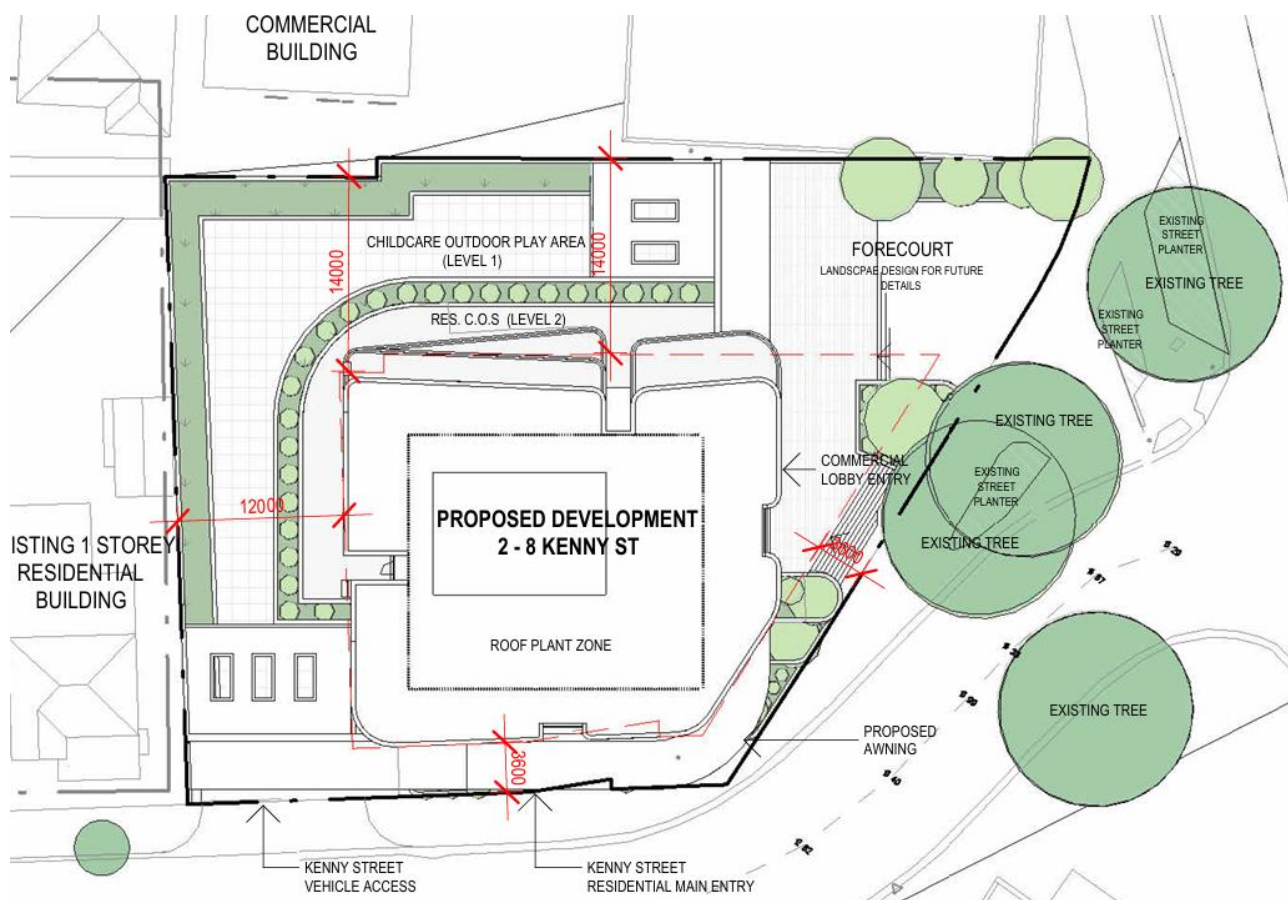 COMMERCIAL
BUILDING
CHILDCARE OUTDOOR PLAY AREA
(LEVEL 1)
14000
14000
FORECOURT
LANDSCPAE DESIGN FOR FUTURE
DETAILS
EXISTING
STREET
PLANTER
EXISTING TREE
EXISTING
STREET
PLANTER
RES. C.O.S (LEVEL 2)
EXISTING TREE
COMMERCIAL
LOBBY ENTRY
EXISTING
STREET
PLANTER
EXISTING TREE
12000
PROPOSED DEVELOPMENT
2 - 8 KENNY ST
ISTING 1 STOREY
RESIDENTIAL
BUILDING
ROOF PLANT ZONE
EXISTING TREE
PROPOSED
AWNING
3600
KENNY STREET
VEHICLE ACCESS
KENNY STREET
RESIDENTIAL MAIN ENTRY